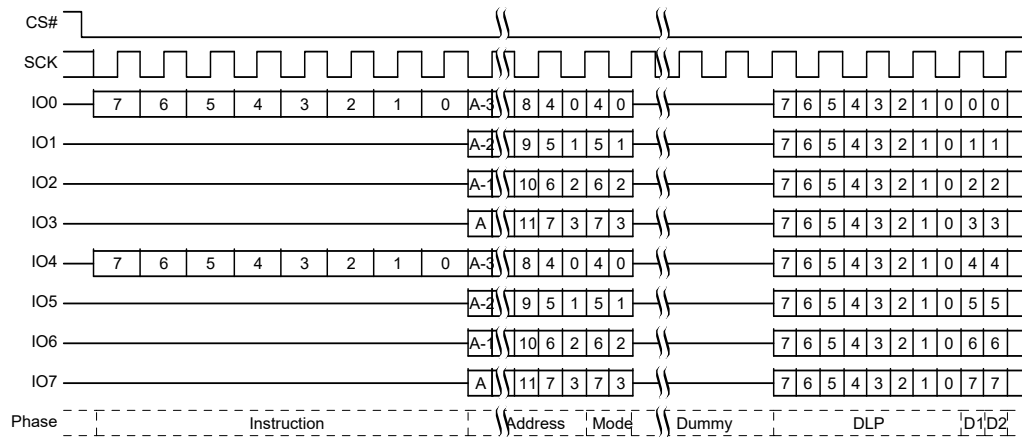 CS#
SCK
IO0 7 6 5 4 3 2 1 0 A-3 8 4 0 4 0 7 6 5 4 3 2 1 0 0 0
IO1 A-2 9 5 1 5 1 7 6 5 4 3 2 1 0 1 1
IO2 A-1 10 6 2 6 2 7 6 5 4 3 2 1 0 2 2
IO3 A 11 7 3 7 3 7 6 5 4 3 2 1 0 3 3
IO4 7 6 5 4 3 2 1 0 A-3 8 4 0 4 0 7 6 5 4 3 2 1 0 4 4
IO5 A-2 9 5 1 5 1 7 6 5 4 3 2 1 0 5 5
IO6 A-1 10 6 2 6 2 7 6 5 4 3 2 1 0 6 6
IO7 A 11 7 3 7 3 7 6 5 4 3 2 1 0 7 7
Phase Instruction Address Mode Dummy DLP D1 D2